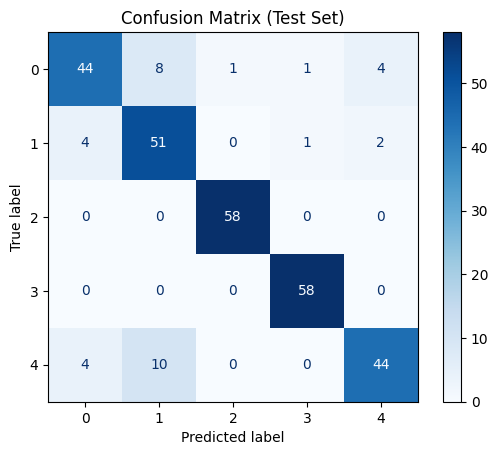 Confusion Matrix (Test Set)
0 44 8 1 1 4
1 4 51 0 1 2
2 0 0 58 0 0
3 0 0 0 58 0
4 4 10 0 0 44
0 1 2 3 4
True label
Predicted label
50
40
30
20
10
0